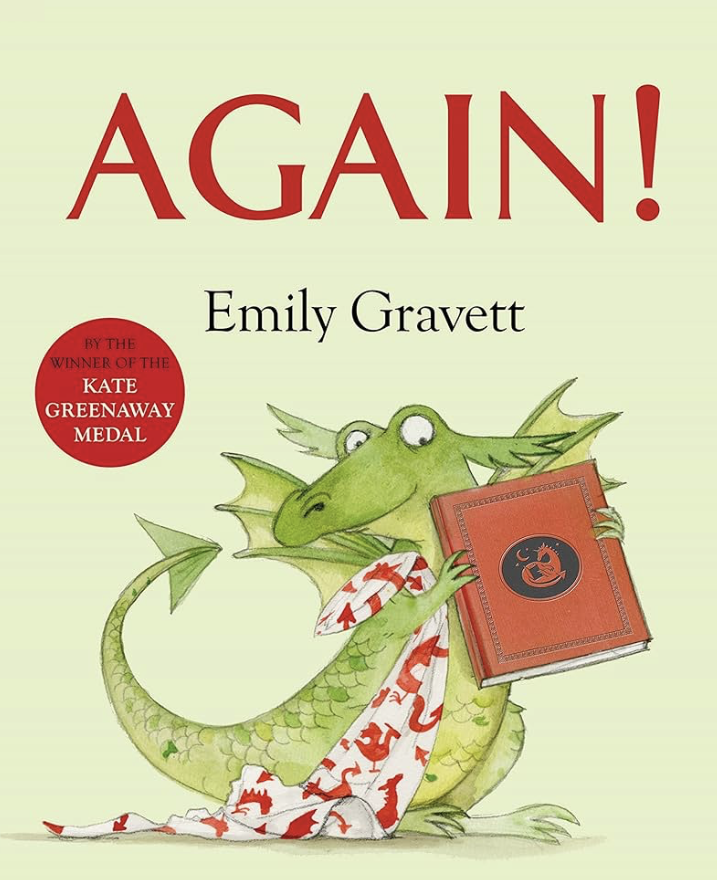 AGAIN!
Emily Gravett
BY THE
WINNER OF THE
KATE
GREENAWAY
MEDAL